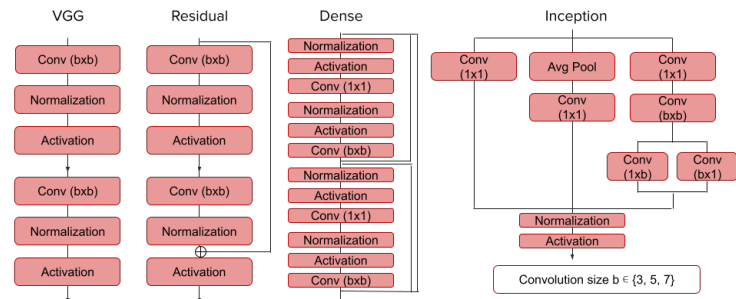 VGG
Conv (bxb)
Normalization
Activation
Conv (bxb)
Normalization
Activation
Residual
Conv (bxb)
Normalization
Activation
Conv (bxb)
Normalization
Activation
Dense
Normalization
Activation
Conv (1x1)
Normalization
Activation
Conv (bxb)
Normalization
Activation
Conv (1x1)
Normalization
Activation
Conv (bxb)
Inception
Conv
(1x1)
Avg Pool
Conv
(1x1)
Conv
(1x1)
Conv
(bxb)
Conv
(1xb)
Conv
(bx1)
Normalization
Activation
Convolution size b ∈ {3, 5, 7}